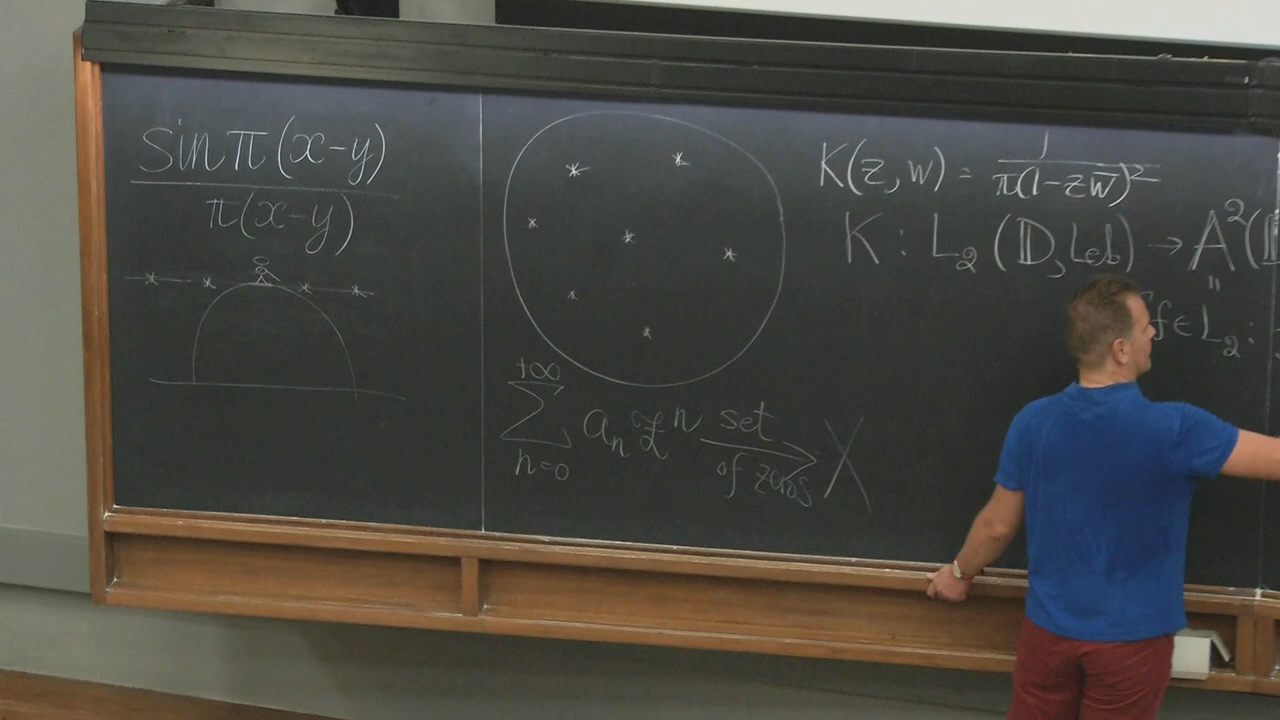 sin π(x-y)
π(x-y)
K(z,w) = 1
π(1-zw̅)²
K : L₂(𝔻, Leb) → A²(𝔻
"
{f ∈ L₂ :
+∞
∑ aₙ zⁿ set of zeros → X
n=0